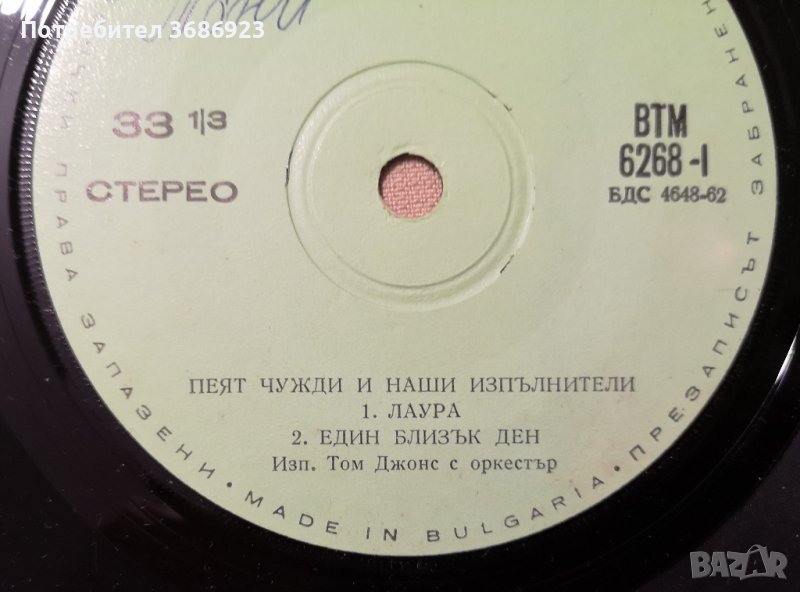 Потребител 3686923
33 1/3
СТЕРЕО
ВТМ
6268-I
БДС 4648-62
ПЕЯТ ЧУЖДИ И НАШИ ИЗПЪЛНИТЕЛИ
1. ЛАУРА
2. ЕДИН БЛИЗЪК ДЕН
Изп. Том Джонс с оркестър
ПРАВА ЗАПАЗЕНИ · MADE IN BULGARIA · ПРЕЗАПИСЪТ ЗАБРАНЕН
BAZAR